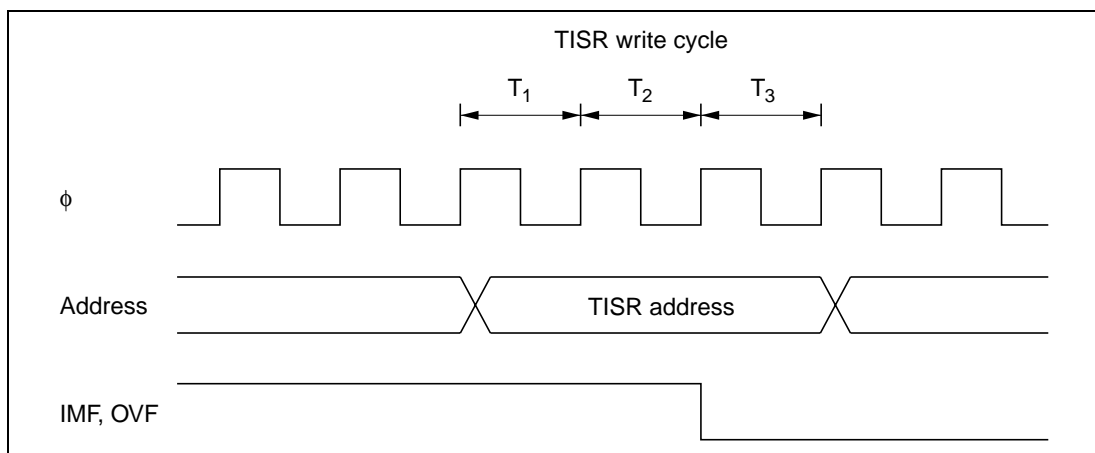 TISR write cycle
T1 T2 T3
ϕ
Address
TISR address
IMF, OVF